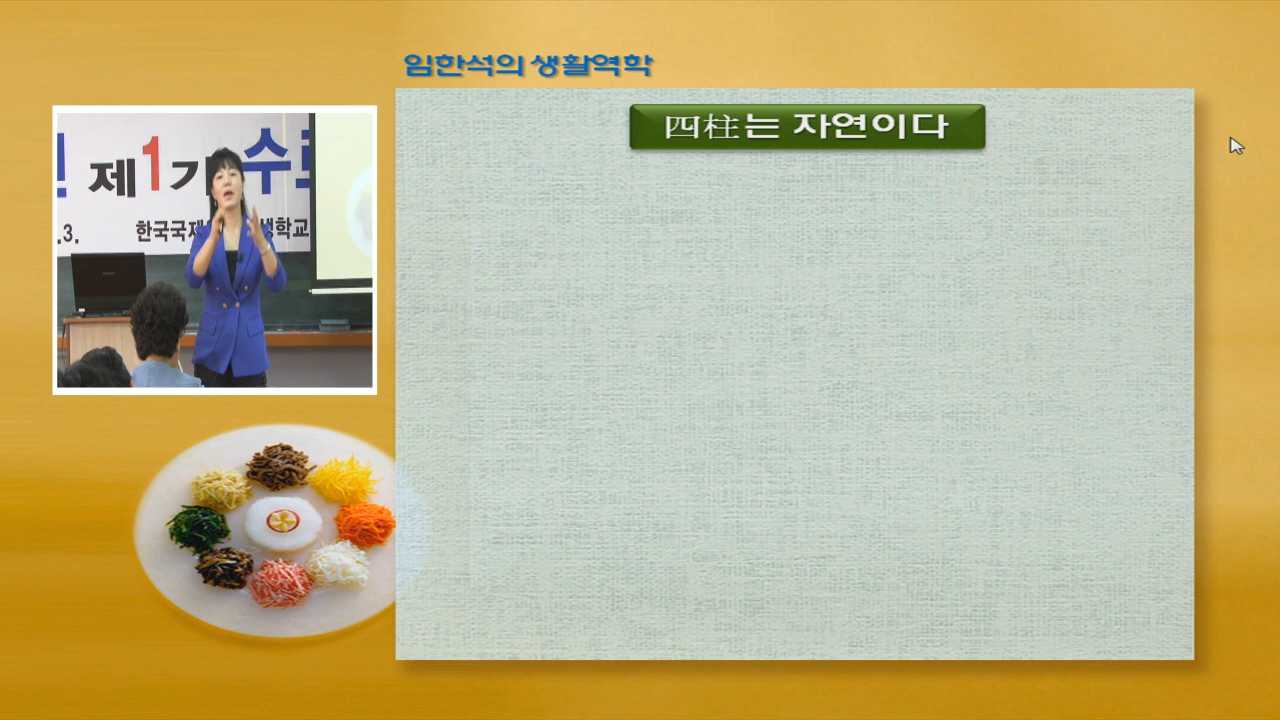 임한석의 생활역학
四柱는 자연이다
제1기 수
.3. 한국국제 생학교